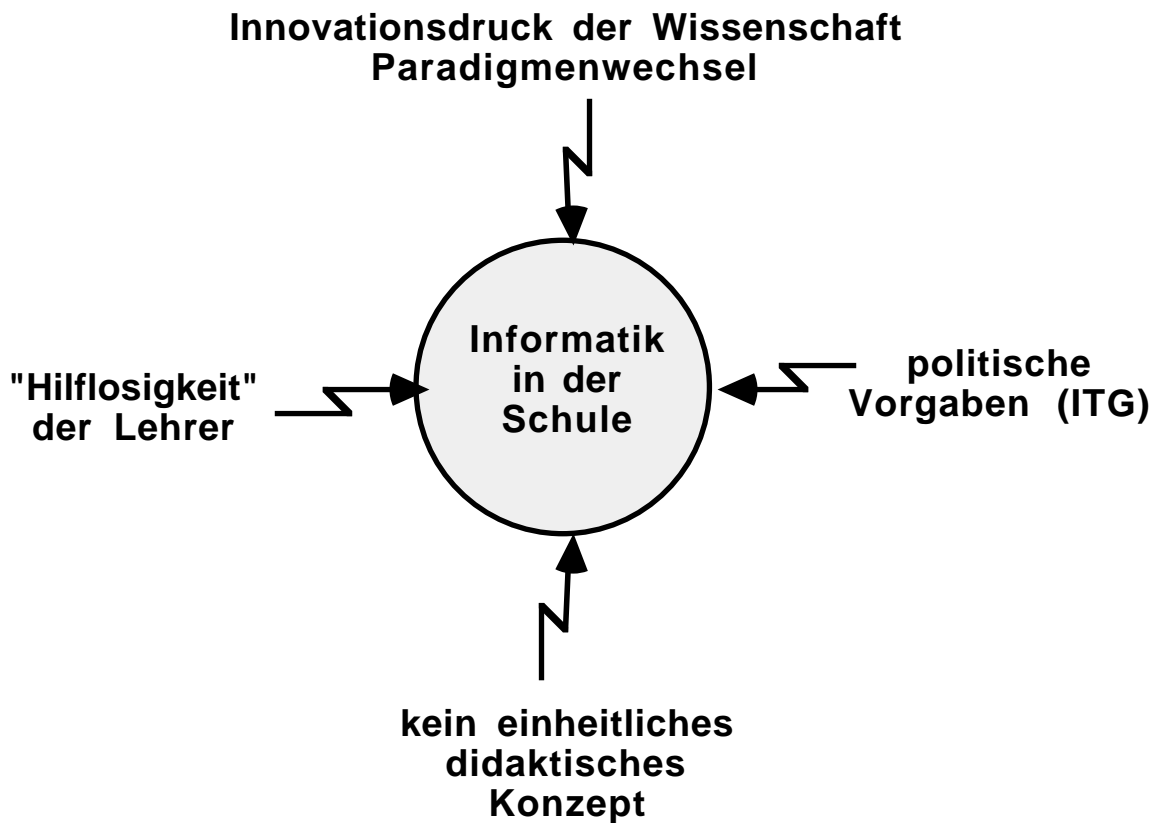 Innovationsdruck der Wissenschaft
Paradigmenwechsel
Informatik
in der
Schule
"Hilflosigkeit"
der Lehrer
politische
Vorgaben (ITG)
kein einheitliches
didaktisches
Konzept